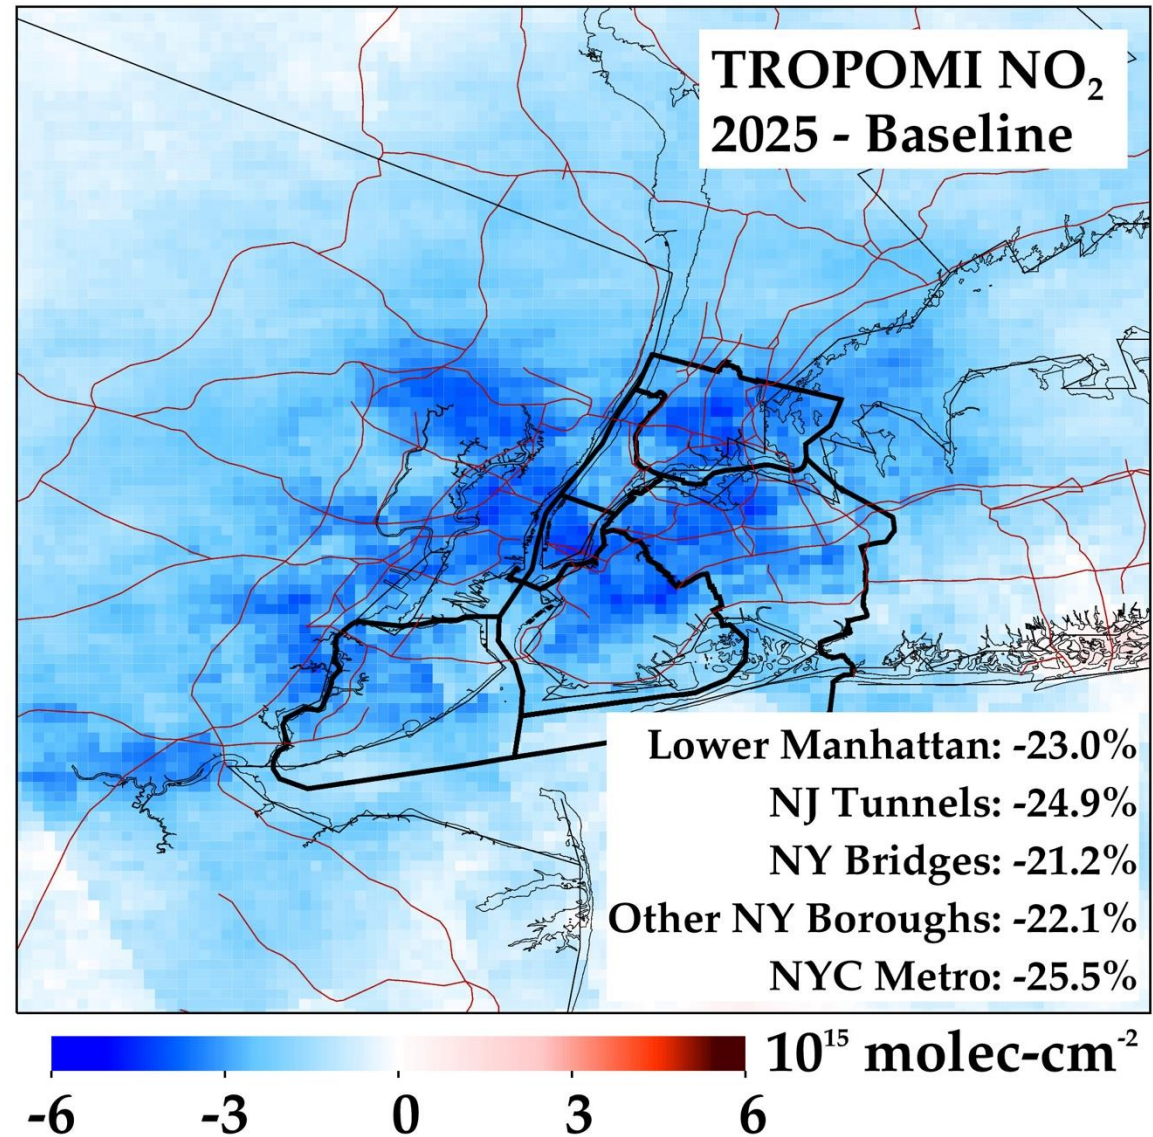 TROPOMI NO₂
2025 - Baseline
Lower Manhattan: -23.0%
NJ Tunnels: -24.9%
NY Bridges: -21.2%
Other NY Boroughs: -22.1%
NYC Metro: -25.5%
10¹⁵ molec-cm⁻²
-6 -3 0 3 6